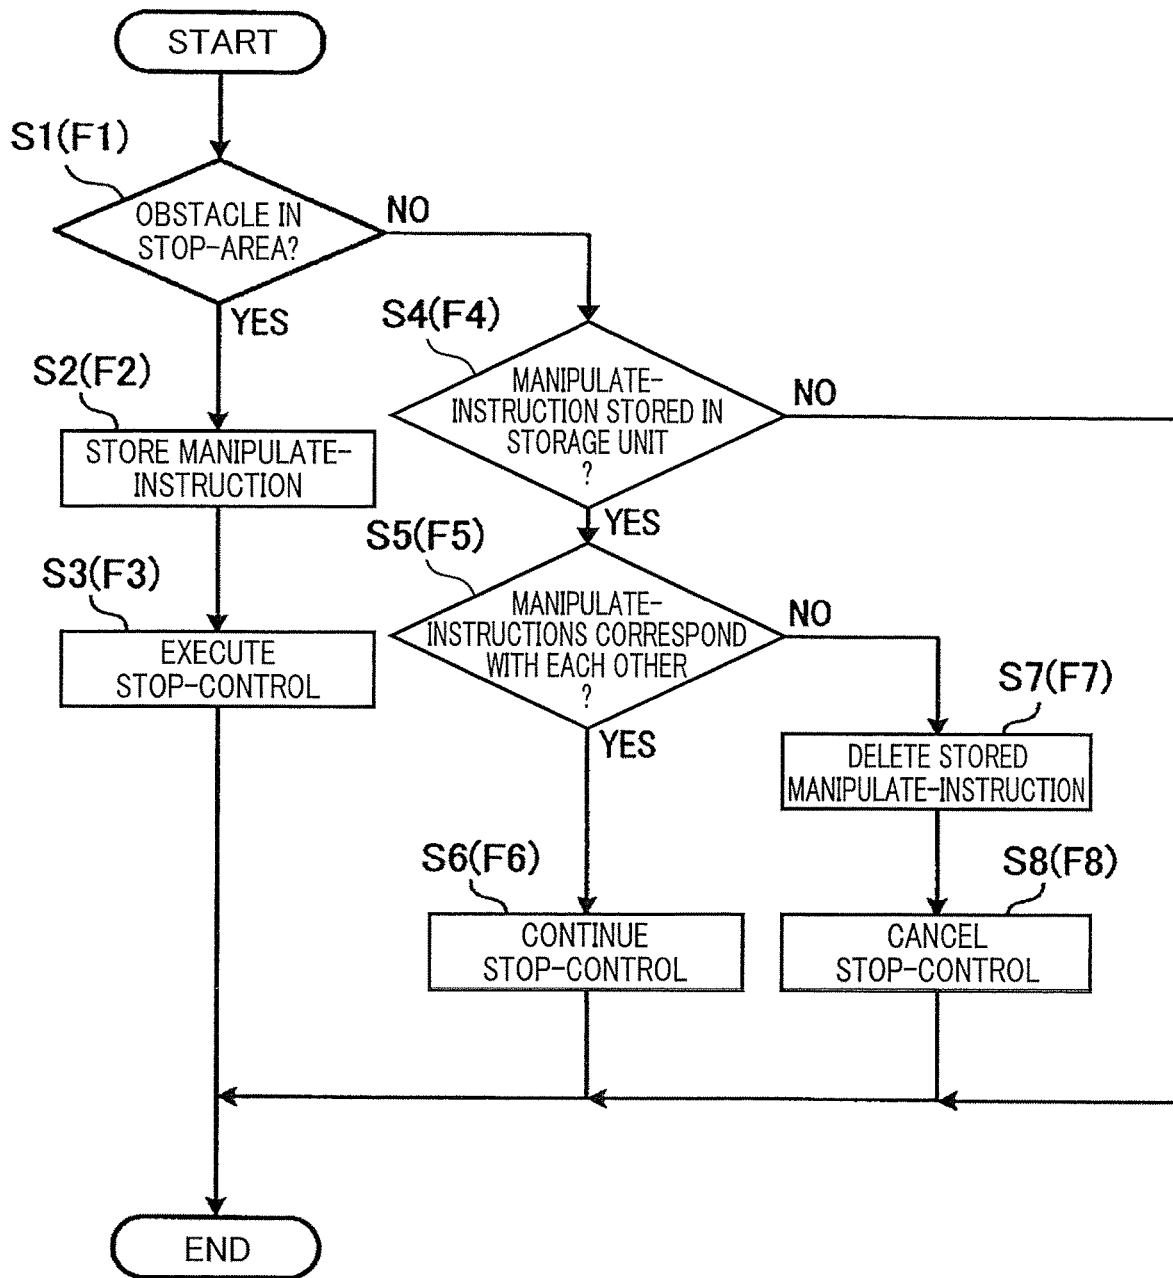 START
S1(F1)
OBSTACLE IN
STOP-AREA?
NO
YES
S2(F2)
STORE MANIPULATE-
INSTRUCTION
S3(F3)
EXECUTE
STOP-CONTROL
S4(F4)
MANIPULATE-
INSTRUCTION STORED IN
STORAGE UNIT
?
NO
YES
S5(F5)
MANIPULATE-
INSTRUCTIONS CORRESPOND
WITH EACH OTHER
?
NO
YES
S7(F7)
DELETE STORED
MANIPULATE-INSTRUCTION
S6(F6)
CONTINUE
STOP-CONTROL
S8(F8)
CANCEL
STOP-CONTROL
END